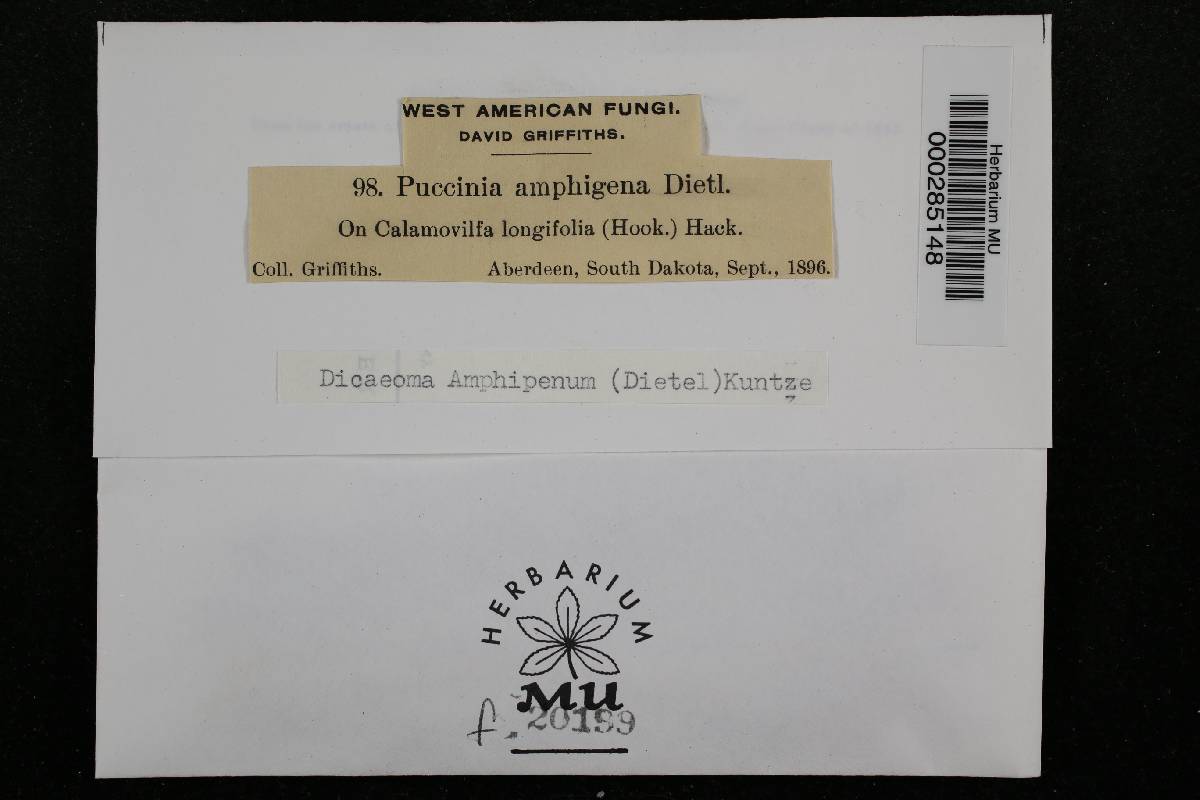 WEST AMERICAN FUNGI.
DAVID GRIFFITHS.
98. Puccinia amphigena Dietl.
On Calamovilfa longifolia (Hook.) Hack.
Coll. Griffiths. Aberdeen, South Dakota, Sept., 1896.
Herbarium MU
000285148
Dicaeoma Amphipenum (Dietel)Kuntze
HERBARIUM
MU
f. 20199